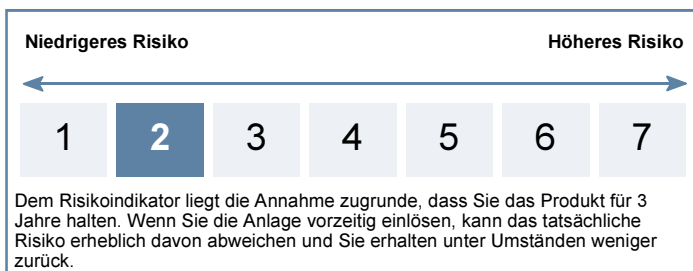 Niedrigeres Risiko Höheres Risiko
1 2 3 4 5 6 7
Dem Risikoindikator liegt die Annahme zugrunde, dass Sie das Produkt für 3
Jahre halten. Wenn Sie die Anlage vorzeitig einlösen, kann das tatsächliche
Risiko erheblich davon abweichen und Sie erhalten unter Umständen weniger
zurück.